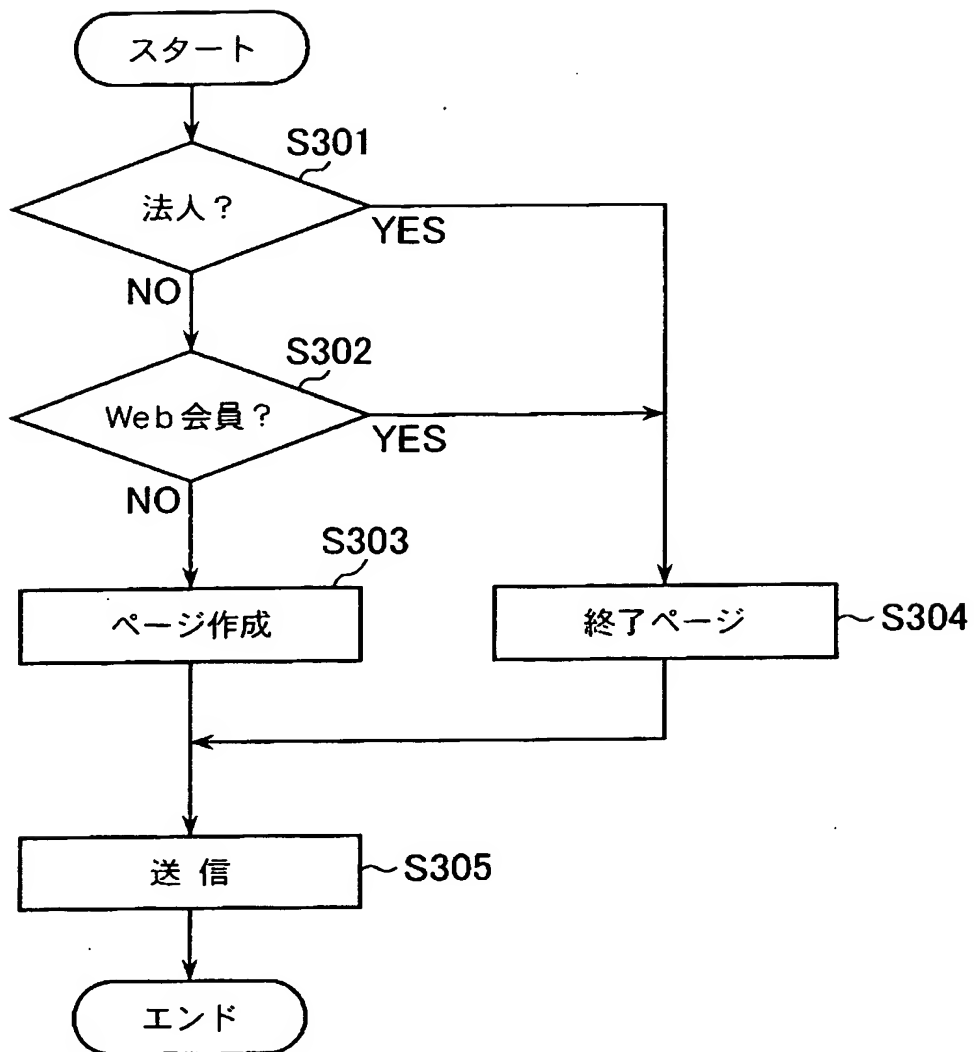 スタート
S301
法人?
YES
NO
S302
Web会員?
YES
NO
S303
ページ作成
終了ページ
S304
送信
S305
エンド